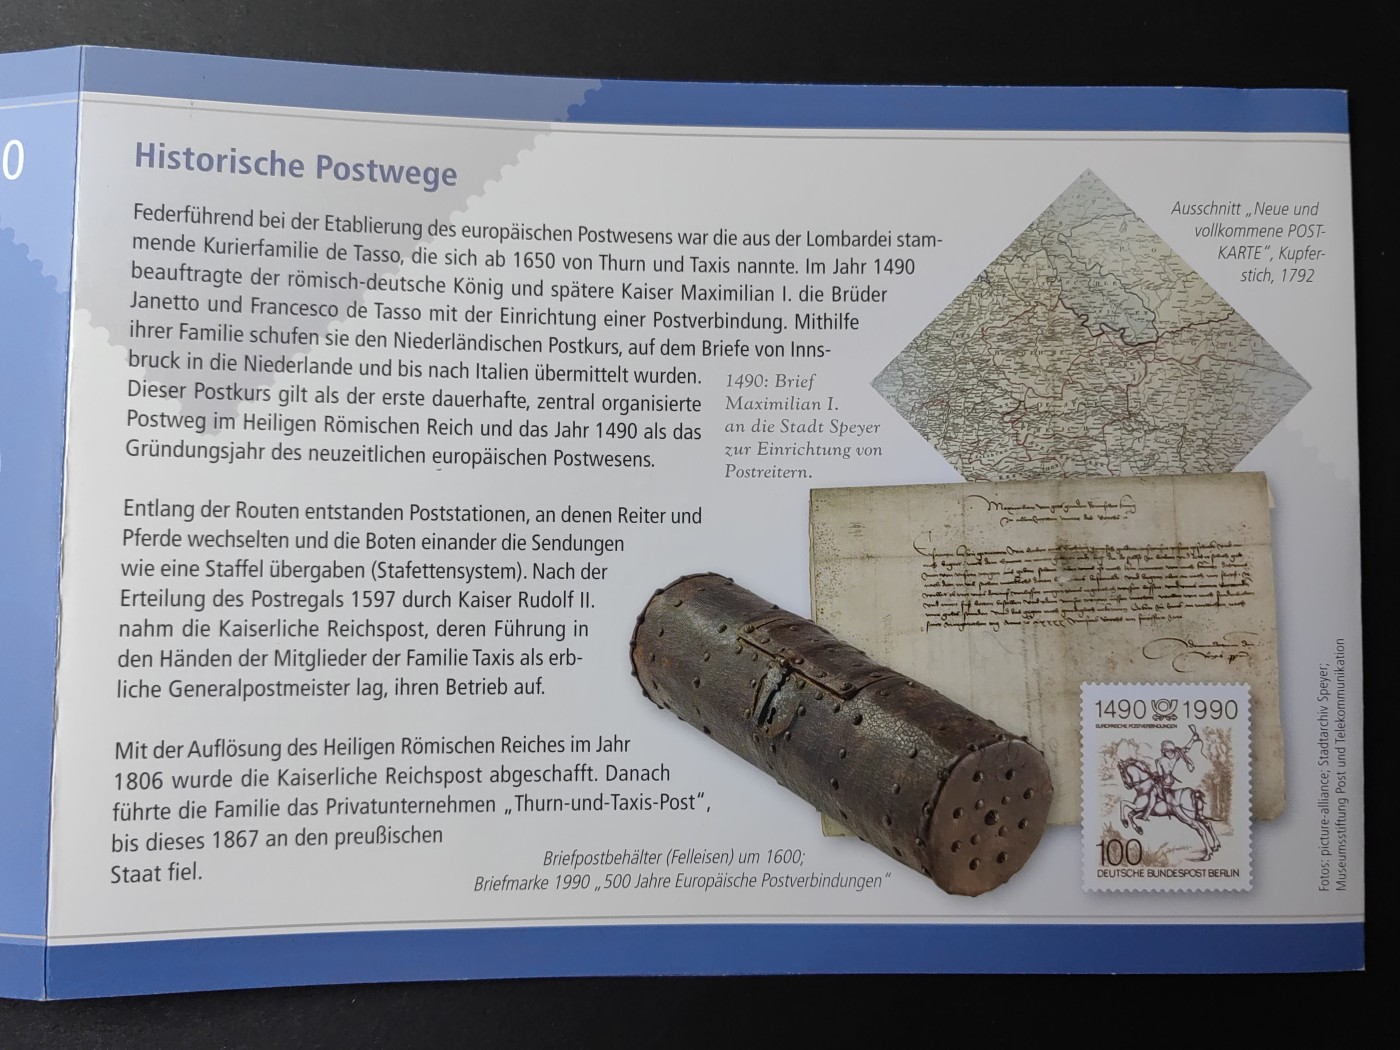 0
Historische Postwege
Federführend bei der Etablierung des europäischen Postwesens war die aus der Lombardei stam-
mende Kurierfamilie de Tasso, die sich ab 1650 von Thurn und Taxis nannte. Im Jahr 1490
beauftragte der römisch-deutsche König und spätere Kaiser Maximilian I. die Brüder
Janetto und Francesco de Tasso mit der Einrichtung einer Postverbindung. Mithilfe
ihrer Familie schufen sie den Niederländischen Postkurs, auf dem Briefe von Inns-
bruck in die Niederlande und bis nach Italien übermittelt wurden.
Dieser Postkurs gilt als der erste dauerhafte, zentral organisierte
Postweg im Heiligen Römischen Reich und das Jahr 1490 als das
Gründungsjahr des neuzeitlichen europäischen Postwesens.
Entlang der Routen entstanden Poststationen, an denen Reiter und
Pferde wechselten und die Boten einander die Sendungen
wie eine Staffel übergaben (Stafettensystem). Nach der
Erteilung des Postregals 1597 durch Kaiser Rudolf II.
nahm die Kaiserliche Reichspost, deren Führung in
den Händen der Mitglieder der Familie Taxis als erb-
liche Generalpostmeister lag, ihren Betrieb auf.
Mit der Auflösung des Heiligen Römischen Reiches im Jahr
1806 wurde die Kaiserliche Reichspost abgeschafft. Danach
führte die Familie das Privatunternehmen „Thurn-und-Taxis-Post“,
bis dieses 1867 an den preußischen
Staat fiel.
Ausschnitt „Neue und
vollkommene POST-
KARTE“, Kupfer-
stich, 1792
1490: Brief
Maximilian I.
an die Stadt Speyer
zur Einrichtung von
Postreitern.
Briefpostbehälter (Felleisen) um 1600;
Briefmarke 1990 „500 Jahre Europäische Postverbindungen“
1490 1990
EUROPÄISCHE POSTVERBINDUNGEN
100
DEUTSCHE BUNDESPOST BERLIN
Fotos: picture-alliance; Stadtarchiv Speyer;
Museumsstiftung Post und Telekommunikation